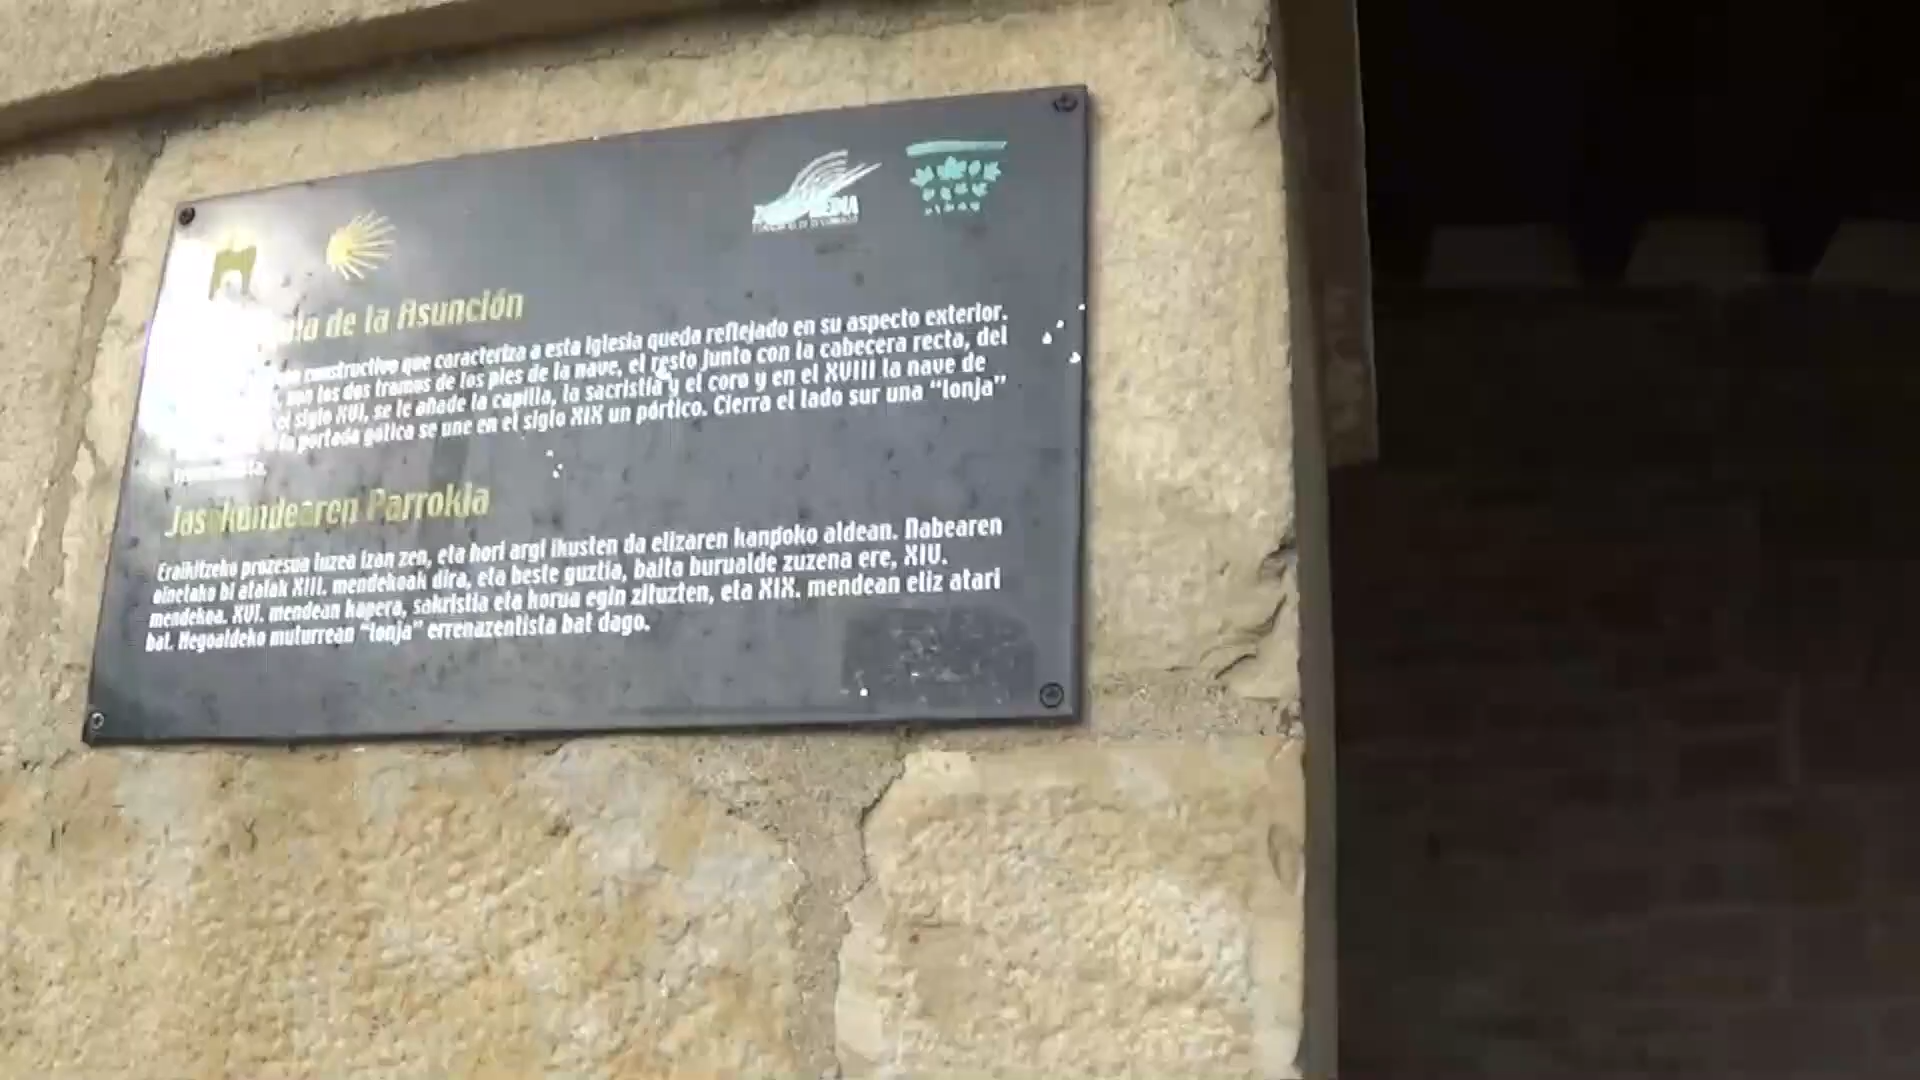 de la Asunción
constructivo que caracteriza a esta Iglesia queda reflejado en su aspecto exterior.
los dos tramos de los pies de la nave, el resto junto con la cabecera recta, del
el siglo XVI, se le añade la capilla, la sacristía y el coro y en el XVIII la nave de
la portada gótica se une en el siglo XIX un pórtico. Cierra el lado sur una "lonja"
Jasokundearen Parrokia
Eraikitzeko prozesua luzea izan zen, eta hori argi ikusten da elizaren kanpoko aldean. Nabearen
oinetako bi atalak XIII. mendekoak dira, eta beste guztia, baita burualde zuzena ere, XIV.
mendekoa. XVI. mendean kapera, sakristia eta korua egin zituzten, eta XIX. mendean eliz atari
bat. Hegoaldeko muturrean "lonja" errenazentista bat dago.